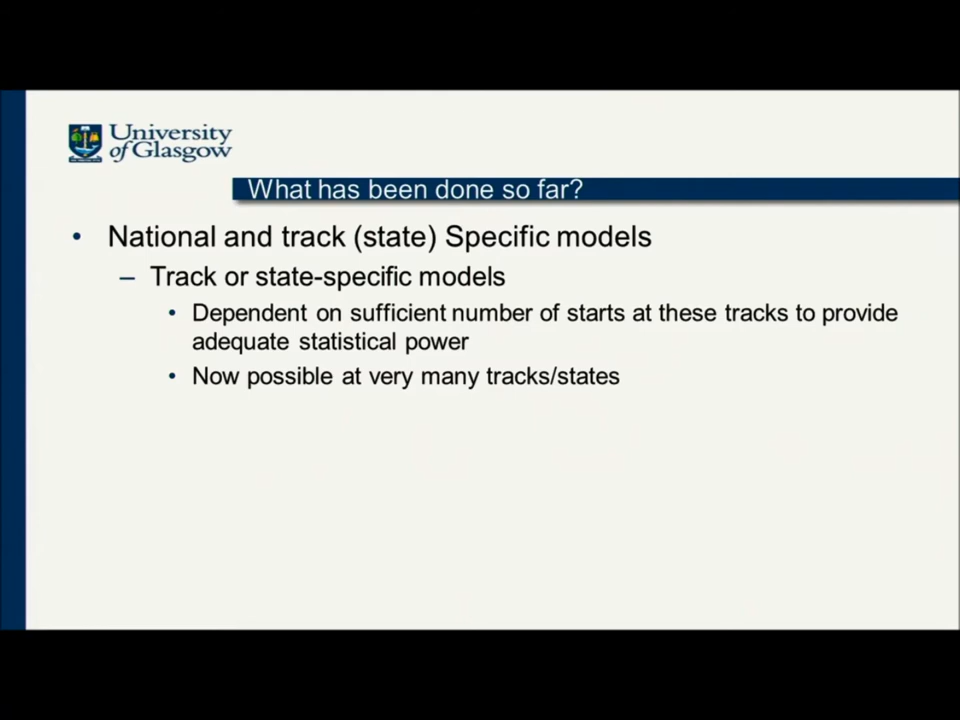 University
of Glasgow
What has been done so far?
• National and track (state) Specific models
– Track or state-specific models
• Dependent on sufficient number of starts at these tracks to provide
adequate statistical power
• Now possible at very many tracks/states